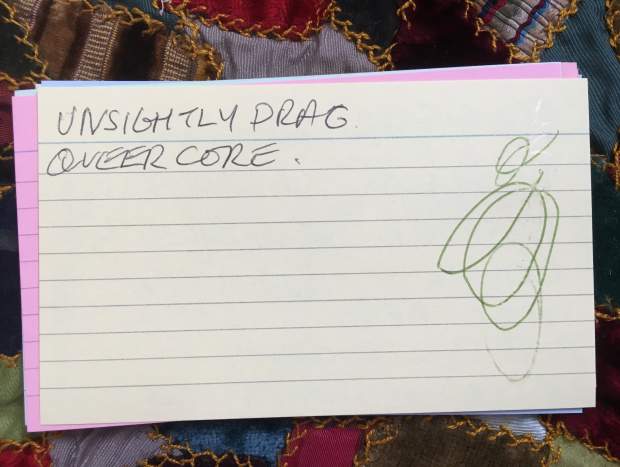 UNSIGHTLY DRAG.
QUEER CORE.